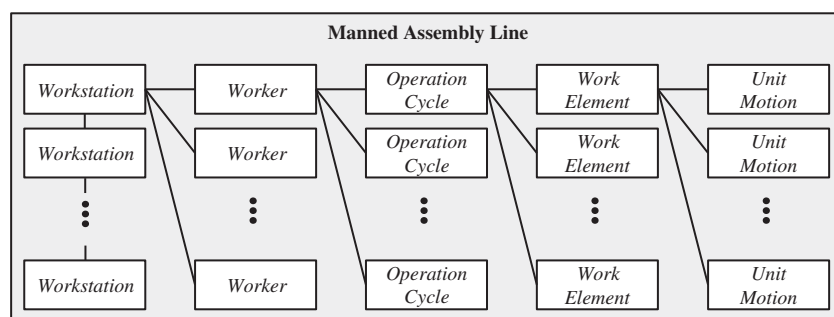 Manned Assembly Line
Workstation
Worker
Operation
Cycle
Work
Element
Unit
Motion
Workstation
Worker
Operation
Cycle
Work
Element
Unit
Motion
Workstation
Worker
Operation
Cycle
Work
Element
Unit
Motion